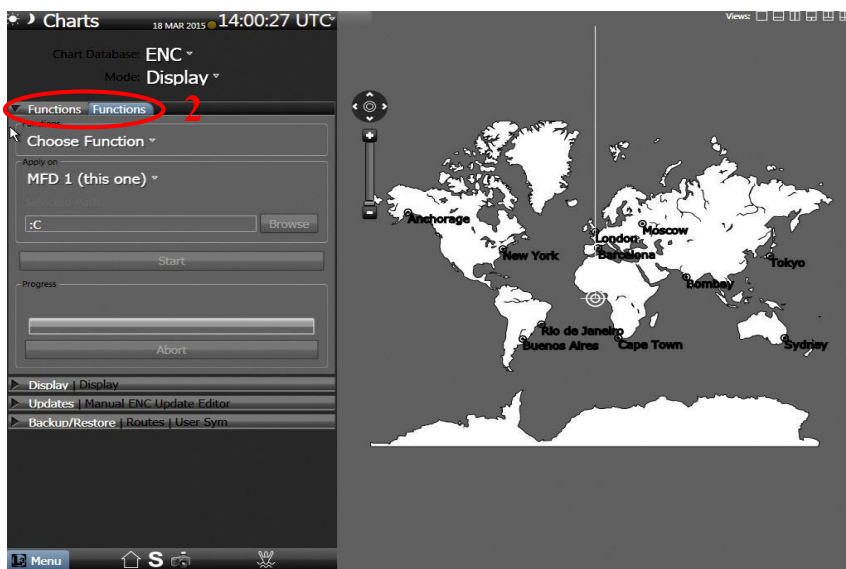 Charts 18 MAR 2015 14:00:27 UTC
Views:
Chart Database: ENC
Mode: Display
Functions Functions
2
Functions
Choose Function
Apply on
MFD 1 (this one)
Selected Path:
:C Browse
Start
Progress
Abort
Display | Display
Updates | Manual ENC Update Editor
Backup/Restore | Routes | User Sym
Menu S
Anchorage
London Moscow
New York Barcelona
Tokyo
Bombay
Rio de Janeiro
Buenos Aires Cape Town Sydney